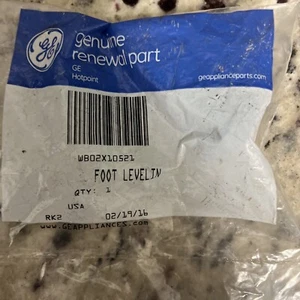 GE
genuine
renewal part
GE
Hotpoint
geapplianceparts.com
WB02X10521
FOOT LEVELIN
QTY: 1
USA
RK2 02/19/16
WWW.GEAPPLIANCES.COM